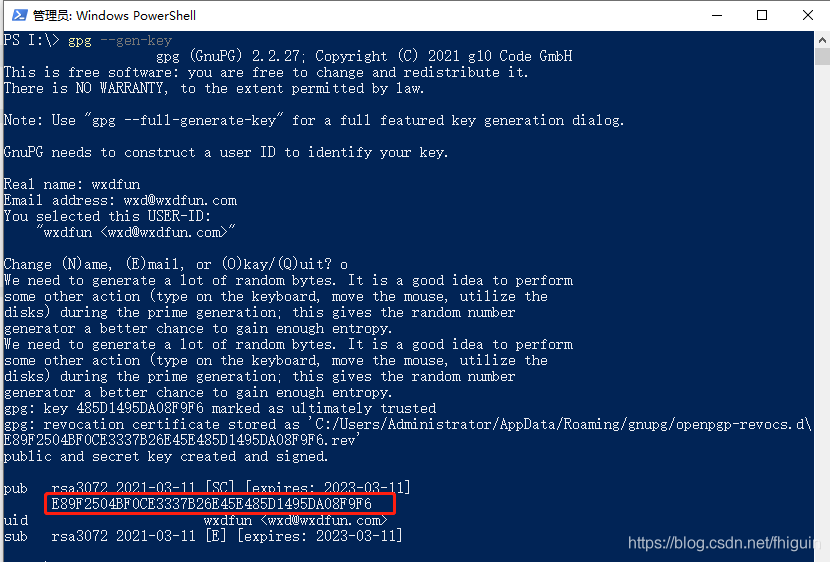 管理员: Windows PowerShell
PS I:\> gpg --gen-key
gpg (GnuPG) 2.2.27; Copyright (C) 2021 g10 Code GmbH
This is free software: you are free to change and redistribute it.
There is NO WARRANTY, to the extent permitted by law.
Note: Use "gpg --full-generate-key" for a full featured key generation dialog.
GnuPG needs to construct a user ID to identify your key.
Real name: wxdfun
Email address: wxd@wxdfun.com
You selected this USER-ID:
"wxdfun <wxd@wxdfun.com>"
Change (N)ame, (E)mail, or (O)kay/(Q)uit? o
We need to generate a lot of random bytes. It is a good idea to perform
some other action (type on the keyboard, move the mouse, utilize the
disks) during the prime generation; this gives the random number
generator a better chance to gain enough entropy.
We need to generate a lot of random bytes. It is a good idea to perform
some other action (type on the keyboard, move the mouse, utilize the
disks) during the prime generation; this gives the random number
generator a better chance to gain enough entropy.
gpg: key 485D1495DA08F9F6 marked as ultimately trusted
gpg: revocation certificate stored as 'C:/Users/Administrator/AppData/Roaming/gnupg/openpgp-revocs.d\
E89F2504BF0CE3337B26E45E485D1495DA08F9F6.rev'
public and secret key created and signed.
pub rsa3072 2021-03-11 [SC] [expires: 2023-03-11]
E89F2504BF0CE3337B26E45E485D1495DA08F9F6
uid wxdfun <wxd@wxdfun.com>
sub rsa3072 2021-03-11 [E] [expires: 2023-03-11]
https://blog.csdn.net/fhiguin